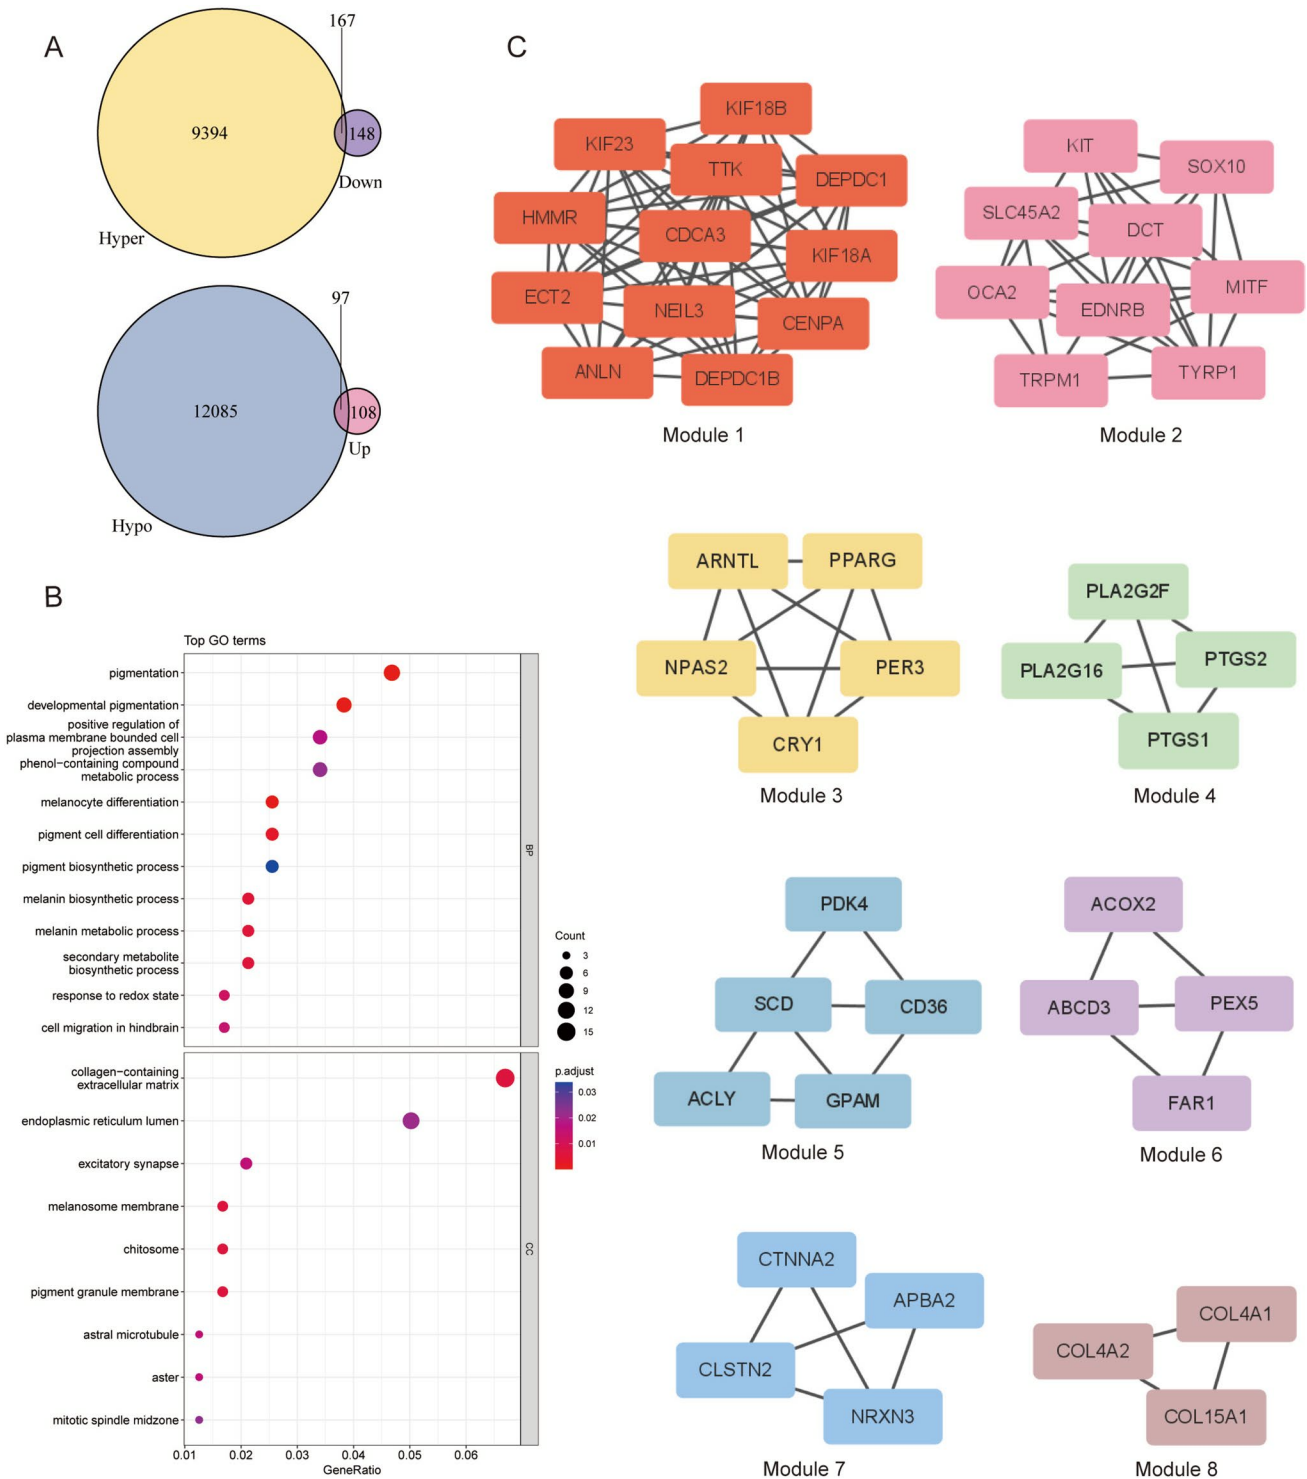 A
167
9394
148
Down
Hyper
97
12085
108
Up
Hypo
B
Top GO terms
pigmentation
developmental pigmentation
positive regulation of
plasma membrane bounded cell
projection assembly
phenol−containing compound
metabolic process
melanocyte differentiation
pigment cell differentiation
pigment biosynthetic process
melanin biosynthetic process
melanin metabolic process
secondary metabolite
biosynthetic process
response to redox state
cell migration in hindbrain
BP
collagen−containing
extracellular matrix
endoplasmic reticulum lumen
excitatory synapse
melanosome membrane
chitosome
pigment granule membrane
astral microtubule
aster
mitotic spindle midzone
CC
0.01 0.02 0.03 0.04 0.05 0.06
GeneRatio
Count
3
6
9
12
15
p.adjust
0.03
0.02
0.01
C
KIF18B
KIF23
TTK
DEPDC1
HMMR
CDCA3
KIF18A
ECT2
NEIL3
CENPA
ANLN
DEPDC1B
Module 1
KIT
SOX10
SLC45A2
DCT
OCA2
MITF
EDNRB
TRPM1
TYRP1
Module 2
ARNTL
PPARG
NPAS2
PER3
CRY1
Module 3
PLA2G2F
PLA2G16
PTGS2
PTGS1
Module 4
PDK4
SCD
CD36
ACLY
GPAM
Module 5
ACOX2
ABCD3
PEX5
FAR1
Module 6
CTNNA2
APBA2
CLSTN2
NRXN3
Module 7
COL4A1
COL4A2
COL15A1
Module 8